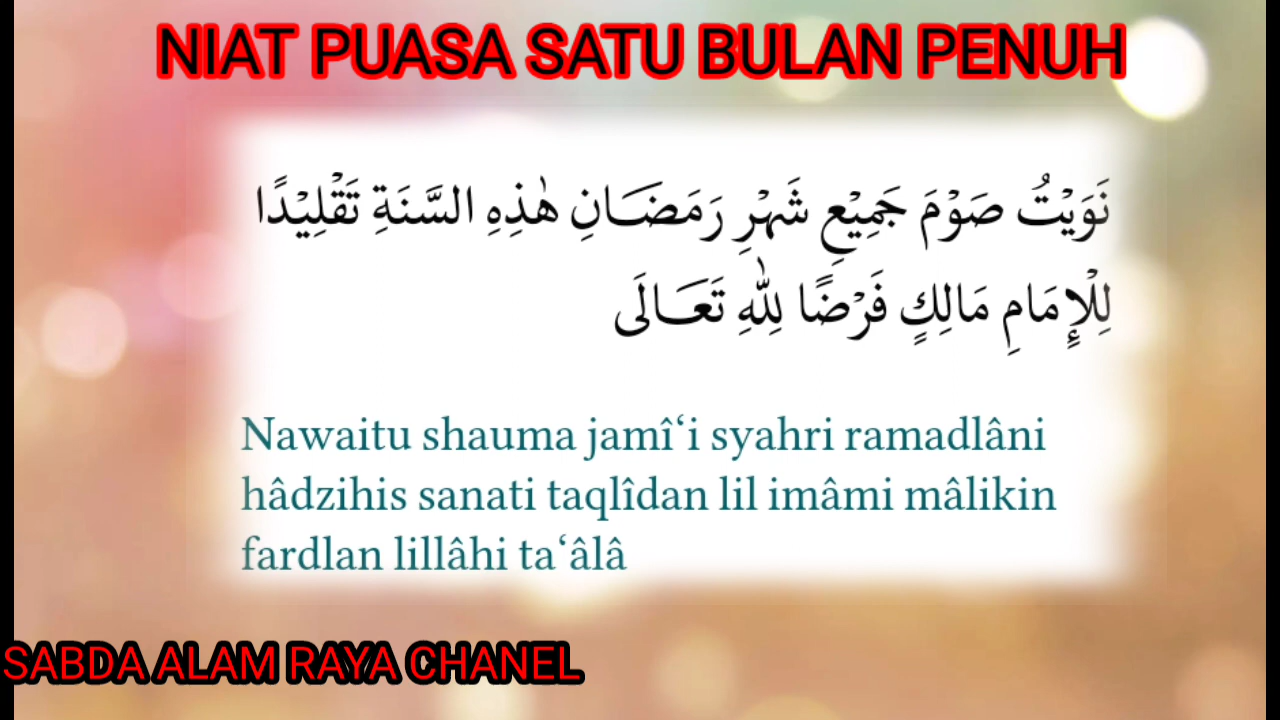 NIAT PUASA SATU BULAN PENUH
نَوَيْتُ صَوْمَ جَمِيْعِ شَهْرِ رَمَضَانِ هٰذِهِ السَّنَةِ تَقْلِيْدًا
لِلْإِمَامِ مَالِكٍ فَرْضًا لِلّٰهِ تَعَالَى
Nawaitu shauma jamî‘i syahri ramadlâni
hâdzihis sanati taqlîdan lil imâmi mâlikin
fardlan lillâhi ta‘âlâ
SABDA ALAM RAYA CHANEL